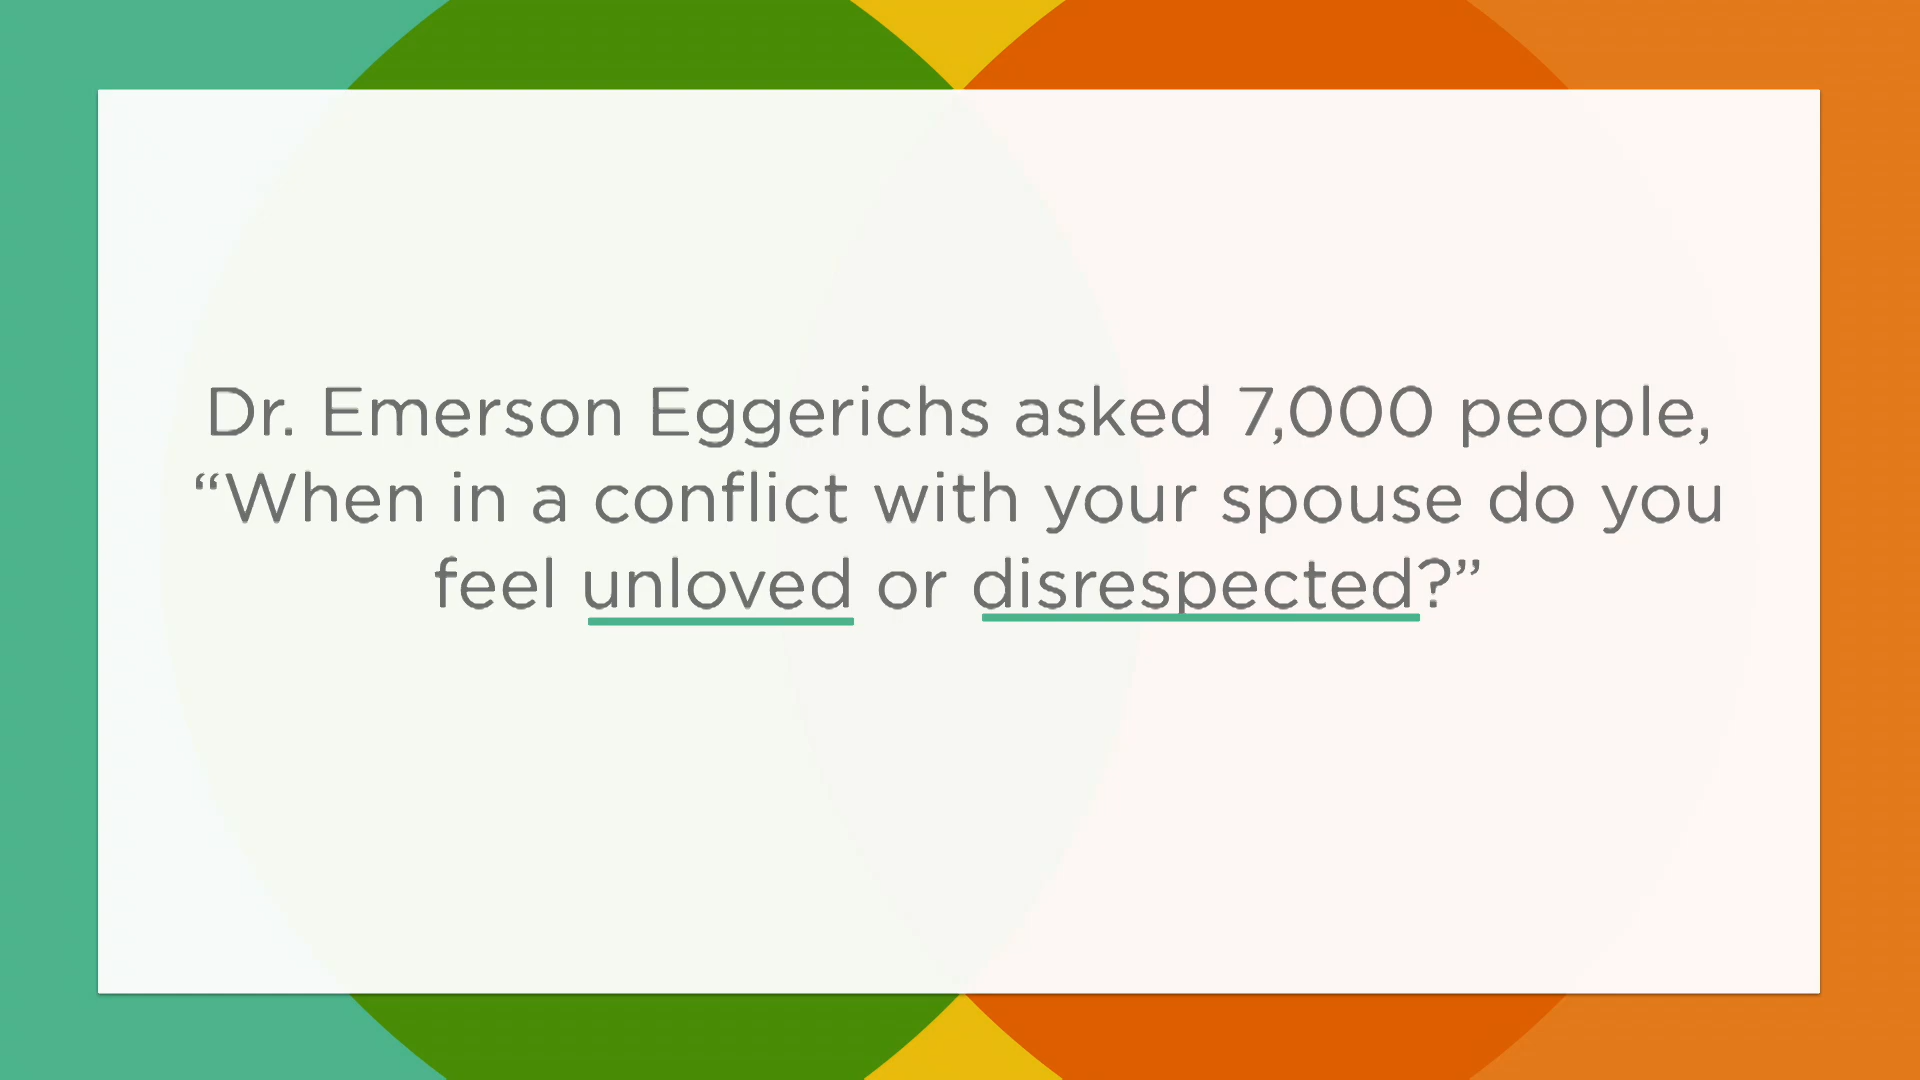 Dr. Emerson Eggerichs asked 7,000 people,
“When in a conflict with your spouse do you
feel unloved or disrespected?”